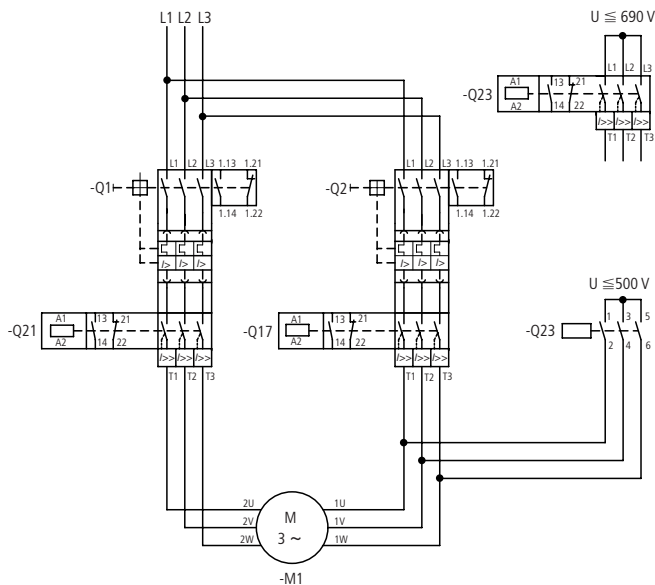 L1 L2 L3
U ≦ 690 V
L1 L2 L3
-Q23 A1 13 21
A2 14 22
I>> I>> I>>
T1 T2 T3
L1 L2 L3 1.13 1.21
-Q1
1.14 1.22
I> I> I>
L1 L2 L3 1.13 1.21
-Q2
1.14 1.22
I> I> I>
-Q21 A1 13 21
A2 14 22
I>> I>> I>>
T1 T2 T3
-Q17 A1 13 21
A2 14 22
I>> I>> I>>
T1 T2 T3
U ≦ 500 V
1 3 5
-Q23
2 4 6
2U 1U
2V M 1V
3 ~
2W 1W
-M1